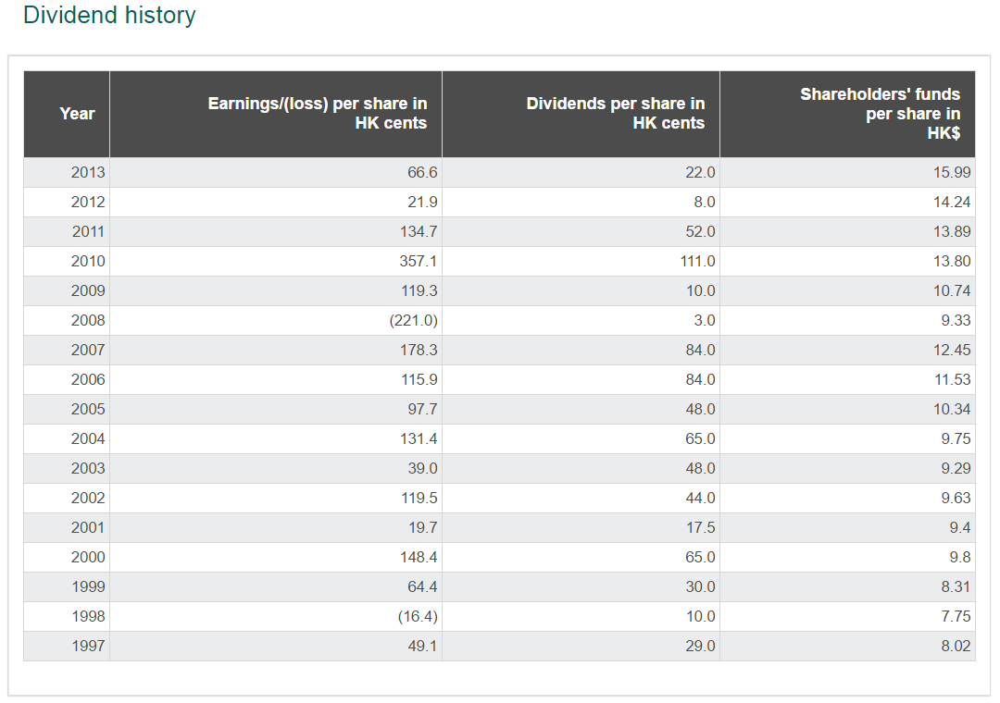 Dividend history
Year Earnings/(loss) per share in HK cents Dividends per share in HK cents Shareholders' funds per share in HK$
2013 66.6 22.0 15.99
2012 21.9 8.0 14.24
2011 134.7 52.0 13.89
2010 357.1 111.0 13.80
2009 119.3 10.0 10.74
2008 (221.0) 3.0 9.33
2007 178.3 84.0 12.45
2006 115.9 84.0 11.53
2005 97.7 48.0 10.34
2004 131.4 65.0 9.75
2003 39.0 48.0 9.29
2002 119.5 44.0 9.63
2001 19.7 17.5 9.4
2000 148.4 65.0 9.8
1999 64.4 30.0 8.31
1998 (16.4) 10.0 7.75
1997 49.1 29.0 8.02